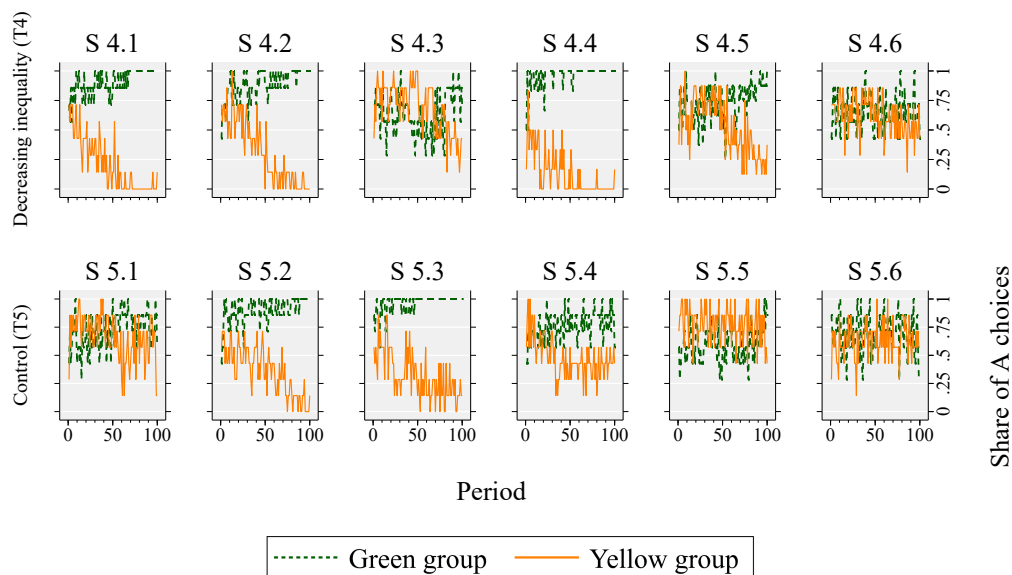 Decreasing inequality (T4)
S 4.1 S 4.2 S 4.3 S 4.4 S 4.5 S 4.6
1
.75
.5
.25
0
Control (T5)
S 5.1 S 5.2 S 5.3 S 5.4 S 5.5 S 5.6
1
.75
.5
.25
0
0 50 100 0 50 100 0 50 100 0 50 100 0 50 100 0 50 100
Share of A choices
Period
Green group Yellow group